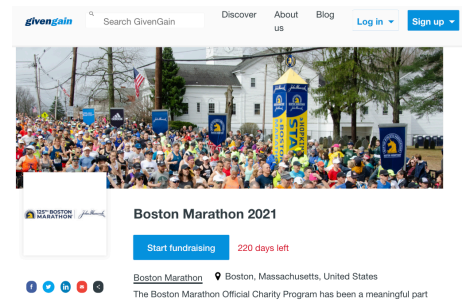 givengain
Search GivenGain
Discover
About us
Blog
Log in
Sign up
125TH BOSTON MARATHON
John Hancock
Boston Marathon 2021
Start fundraising
220 days left
Boston Marathon
Boston, Massachusetts, United States
The Boston Marathon Official Charity Program has been a meaningful part